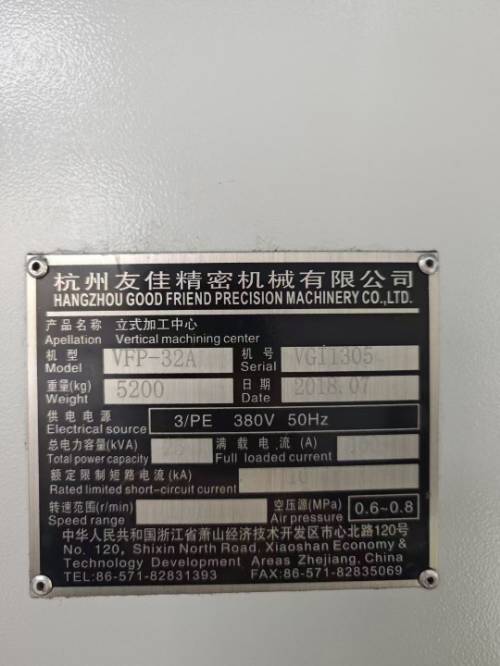 杭州友佳精密机械有限公司
HANGZHOU GOOD FRIEND PRECISION MACHINERY CO.,LTD.
产品名称 立式加工中心
Apellation Vertical machining center
机型 VFP-32A 机号 VG11305
Model Serial
重量(kg) 5200 日期 2018.07
Weight Date
供电电源 3/PE 380V 50Hz
Electrical source
总电力容量(kVA) 满载电流(A)
Total power capacity Full loaded current
额定限制短路电流(kA) 10
Rated limited short-circuit current
转速范围(r/min) 空压源(MPa) 0.6~0.8
Speed range Air pressure
中华人民共和国浙江省萧山经济技术开发区市心北路120号
No. 120, Shixin North Road, Xiaoshan Economy &
Technology Development Areas Zhejiang, China
TEL:86-571-82831393 FAX:86-571-82835069